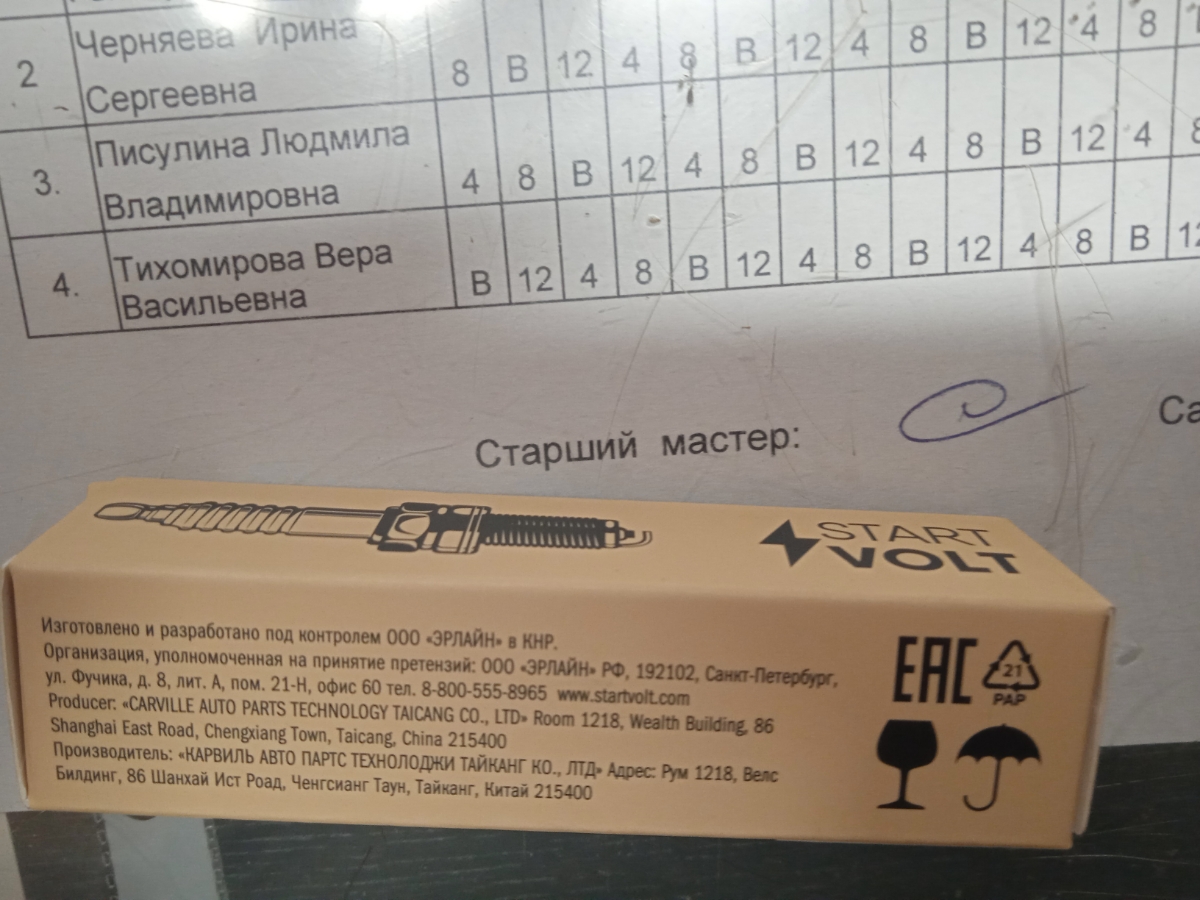 2 Черняева Ирина Сергеевна 8 В 12 4 8 В 12 4 8 В 12 4 8
3. Писулина Людмила Владимировна 4 8 В 12 4 8 В 12 4 8 В 12 4 8
4. Тихомирова Вера Васильевна В 12 4 8 В 12 4 8 В 12 4 8 В 12
Старший мастер:
START
VOLT
Изготовлено и разработано под контролем ООО «ЭРЛАЙН» в КНР.
Организация, уполномоченная на принятие претензий: ООО «ЭРЛАЙН» РФ, 192102, Санкт-Петербург,
ул. Фучика, д. 8, лит. А, пом. 21-Н, офис 60 тел. 8-800-555-8965 www.startvolt.com
Producer: «CARVILLE AUTO PARTS TECHNOLOGY TAICANG CO., LTD» Room 1218, Wealth Building, 86
Shanghai East Road, Chengxiang Town, Taicang, China 215400
Производитель: «КАРВИЛЬ АВТО ПАРТС ТЕХНОЛОДЖИ ТАЙКАНГ КО., ЛТД» Адрес: Рум 1218, Велс
Билдинг, 86 Шанхай Ист Роад, Ченгсианг Таун, Тайканг, Китай 215400
EAC
21
PAP